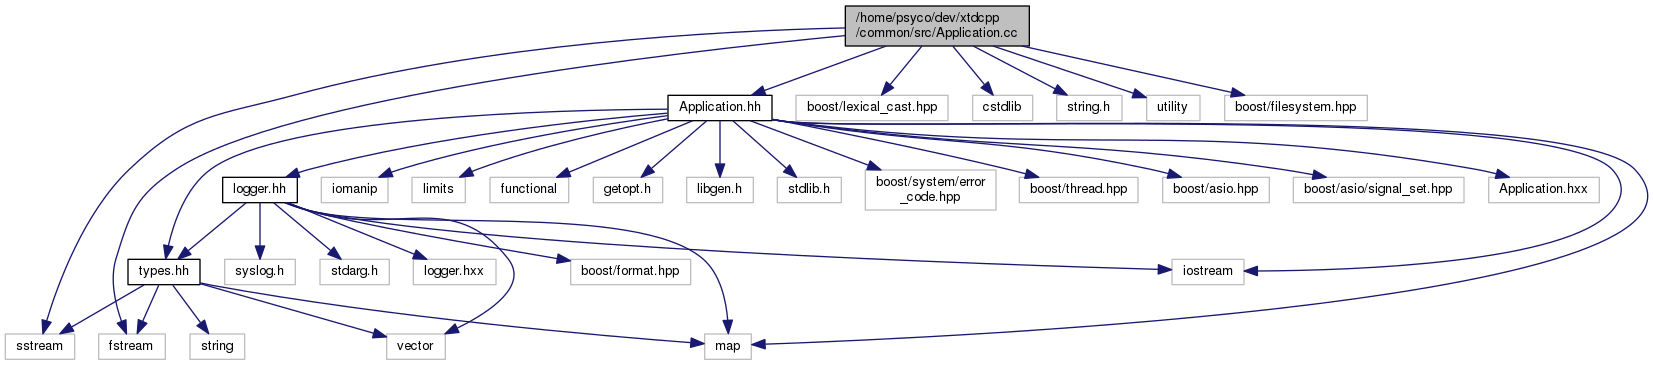 /home/psyco/dev/xtdcpp
/common/src/Application.cc
Application.hh
boost/lexical_cast.hpp
cstdlib
string.h
utility
boost/filesystem.hpp
logger.hh
iomanip
limits
functional
getopt.h
libgen.h
stdlib.h
boost/system/error
_code.hpp
boost/thread.hpp
boost/asio.hpp
boost/asio/signal_set.hpp
Application.hxx
types.hh
syslog.h
stdarg.h
logger.hxx
boost/format.hpp
iostream
sstream
fstream
string
vector
map